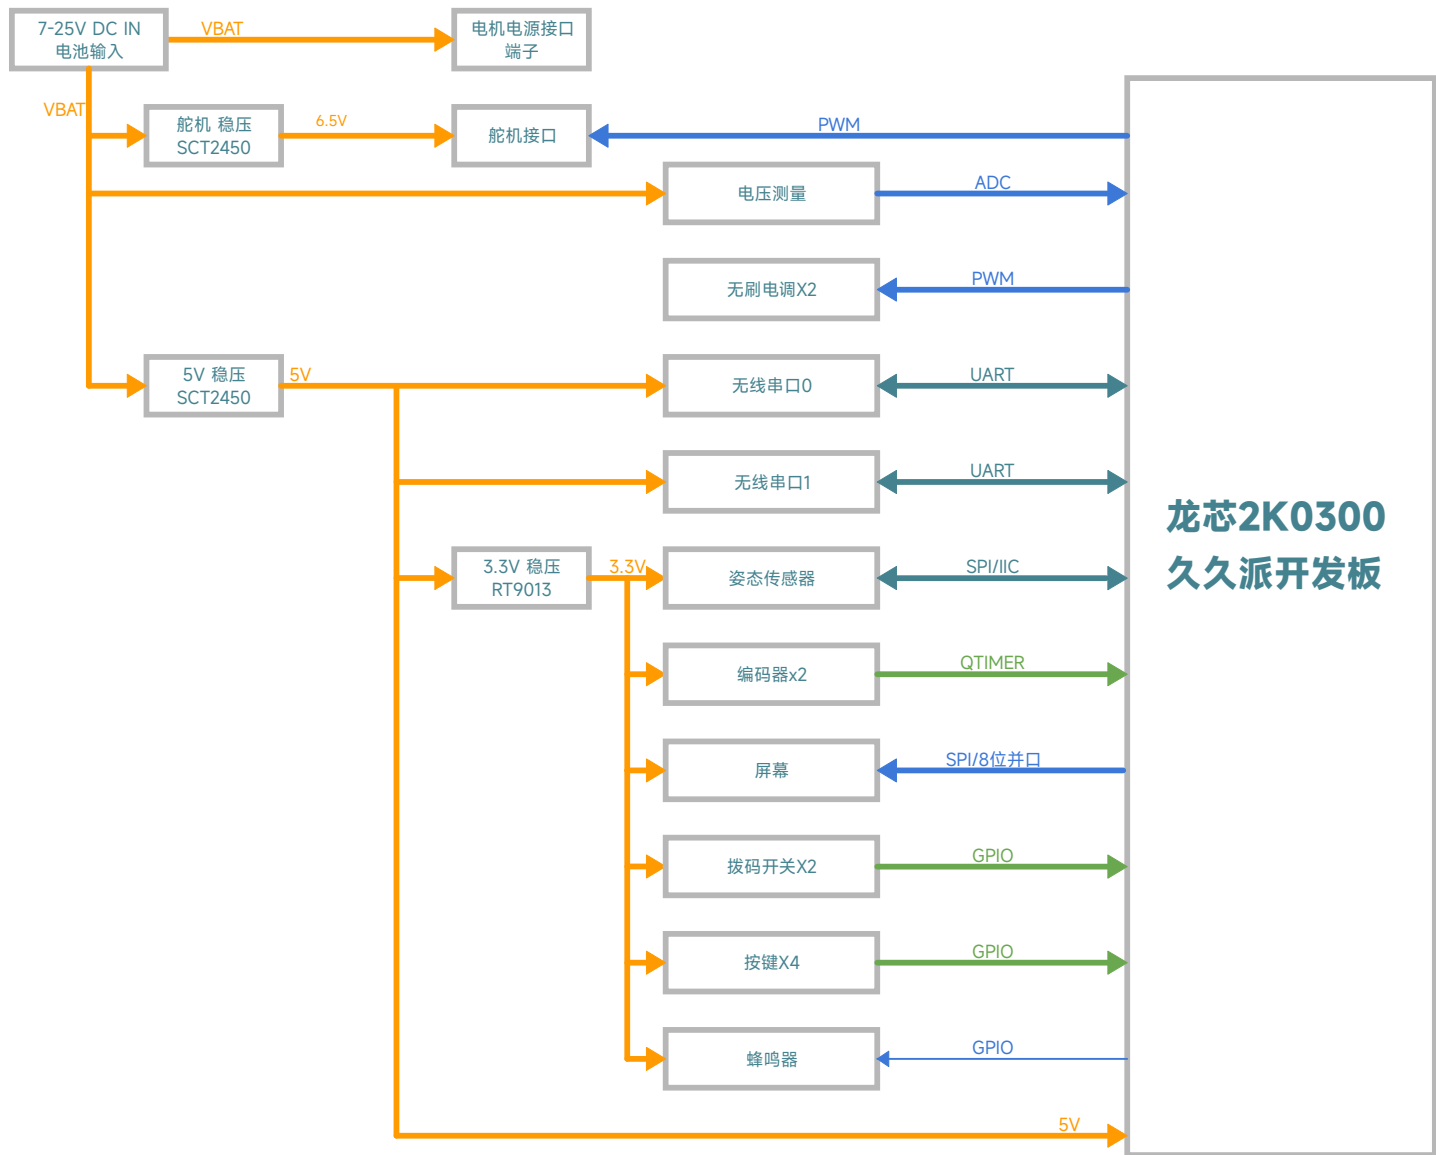 7-25V DC IN
电池输入
VBAT
电机电源接口
端子
VBAT
舵机 稳压
SCT2450
6.5V
舵机接口
PWM
电压测量
ADC
无刷电调X2
PWM
5V 稳压
SCT2450
5V
无线串口0
UART
无线串口1
UART
龙芯2K0300
久久派开发板
3.3V 稳压
RT9013
3.3V
姿态传感器
SPI/IIC
编码器x2
QTIMER
屏幕
SPI/8位并口
拨码开关X2
GPIO
按键X4
GPIO
蜂鸣器
GPIO
5V